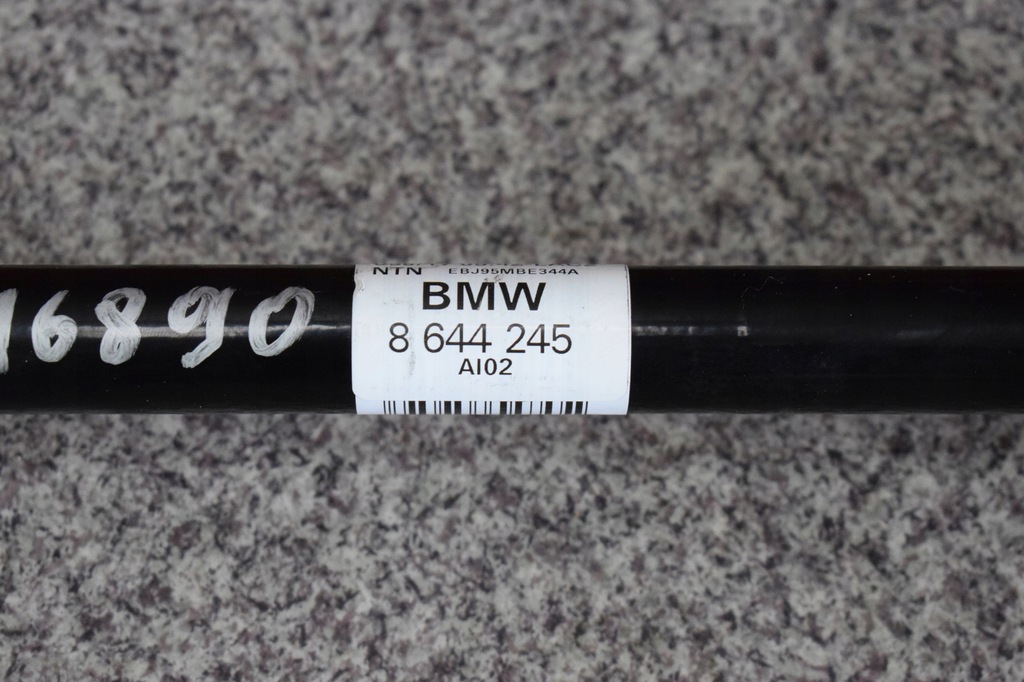 NTN EBJ95MBE344A
BMW
8 644 245
AI02
16890